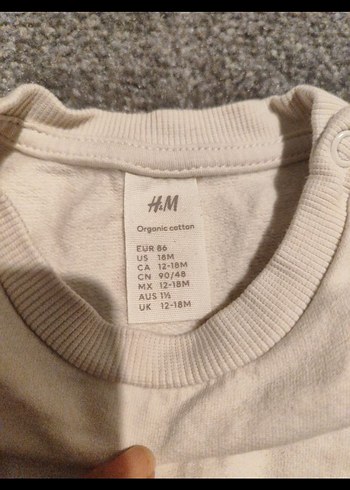 H&M
Organic cotton
EUR 86
US 18M
CA 12-18M
CN 90/48
MX 12-18M
AUS 1½
UK 12-18M